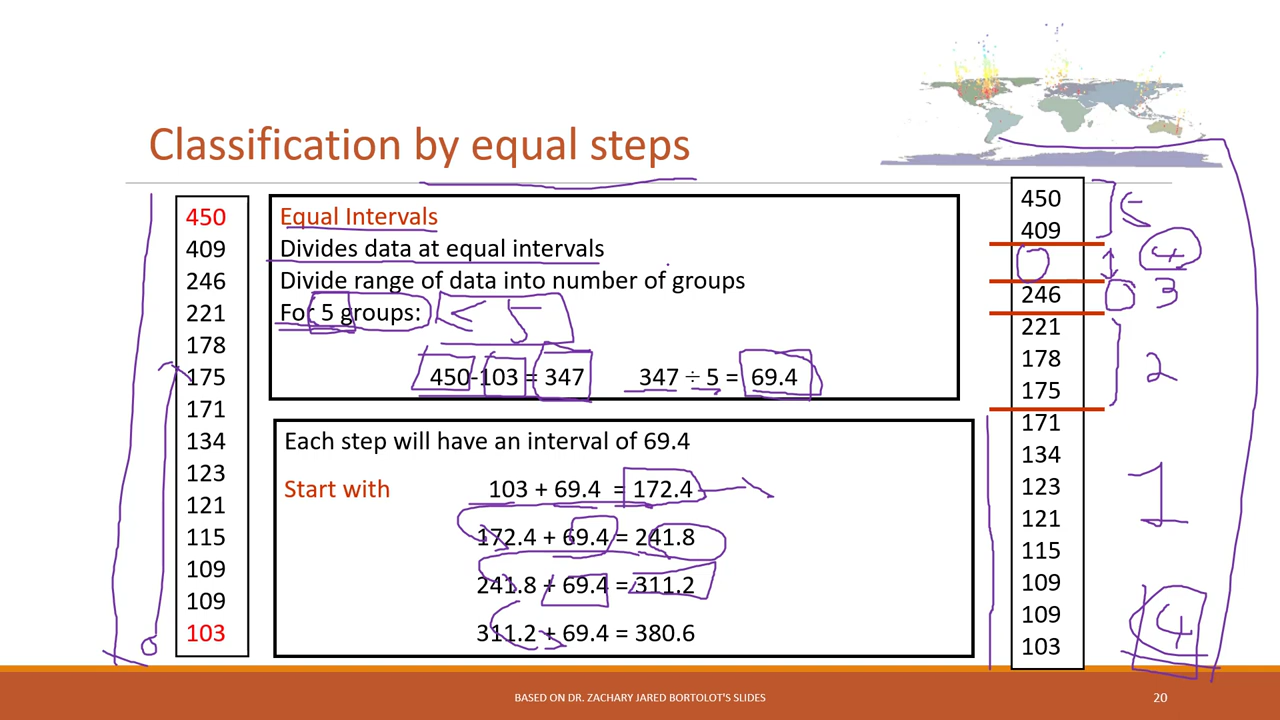 Classification by equal steps
450
409
246
221
178
175
171
134
123
121
115
109
109
103
Equal Intervals
Divides data at equal intervals
Divide range of data into number of groups
For 5 groups: < 5
450-103 = 347 347 ÷ 5 = 69.4
Each step will have an interval of 69.4
Start with 103 + 69.4 = 172.4
172.4 + 69.4 = 241.8
241.8 + 69.4 = 311.2
311.2 + 69.4 = 380.6
450
409
246
221
178
175
171
134
123
121
115
109
109
103
5
4
3
2
1
4
BASED ON DR. ZACHARY JARED BORTOLOT'S SLIDES
20